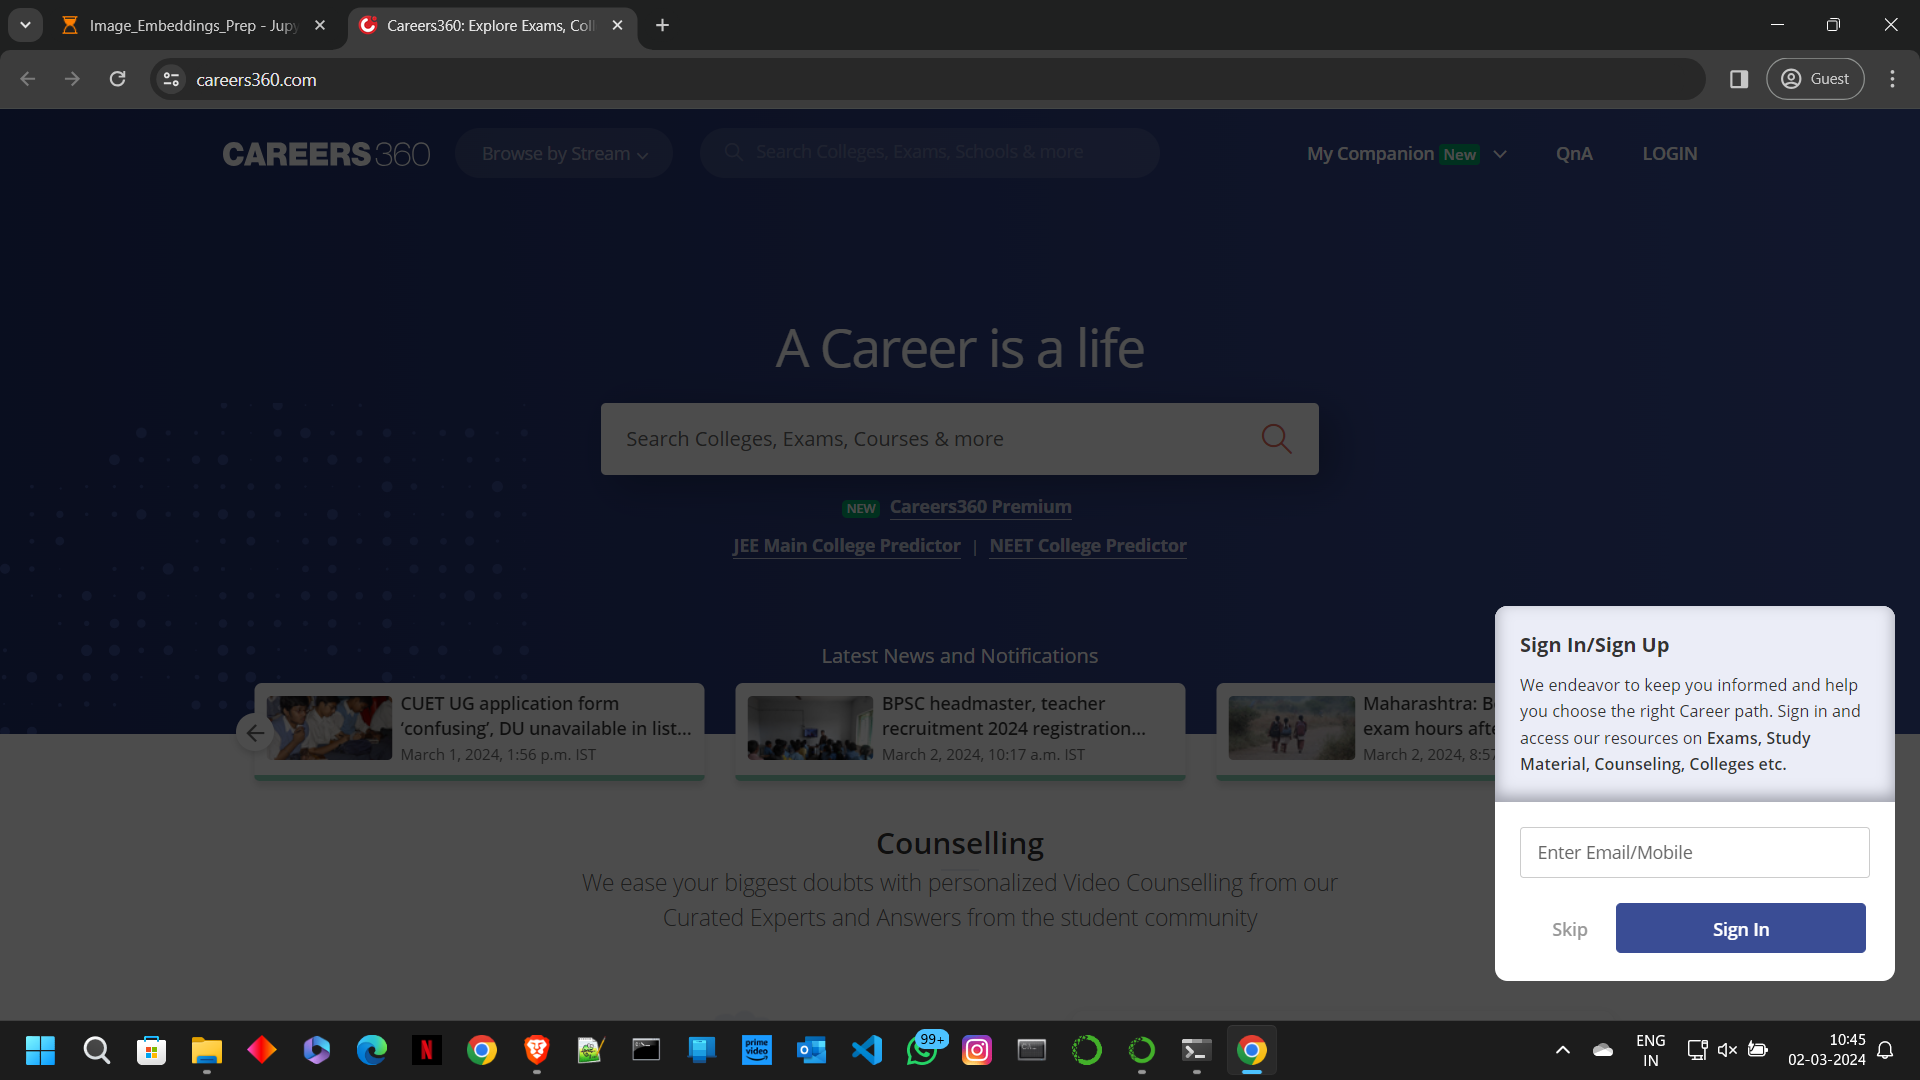 Image_Embeddings_Prep - Jupy
Careers360: Explore Exams, Coll
careers360.com
Guest
CAREERS360
Browse by Stream
Search Colleges, Exams, Schools & more
My Companion New
QnA
LOGIN
A Career is a life
Search Colleges, Exams, Courses & more
NEW Careers360 Premium
JEE Main College Predictor | NEET College Predictor
Latest News and Notifications
CUET UG application form
‘confusing’, DU unavailable in list...
March 1, 2024, 1:56 p.m. IST
BPSC headmaster, teacher
recruitment 2024 registration...
March 2, 2024, 10:17 a.m. IST
Maharashtra: B
exam hours afte
March 2, 2024, 8:57
Counselling
We ease your biggest doubts with personalized Video Counselling from our
Curated Experts and Answers from the student community
Sign In/Sign Up
We endeavor to keep you informed and help
you choose the right Career path. Sign in and
access our resources on Exams, Study
Material, Counseling, Colleges etc.
Enter Email/Mobile
Skip
Sign In
N
prime
video
99+
ENG
IN
10:45
02-03-2024